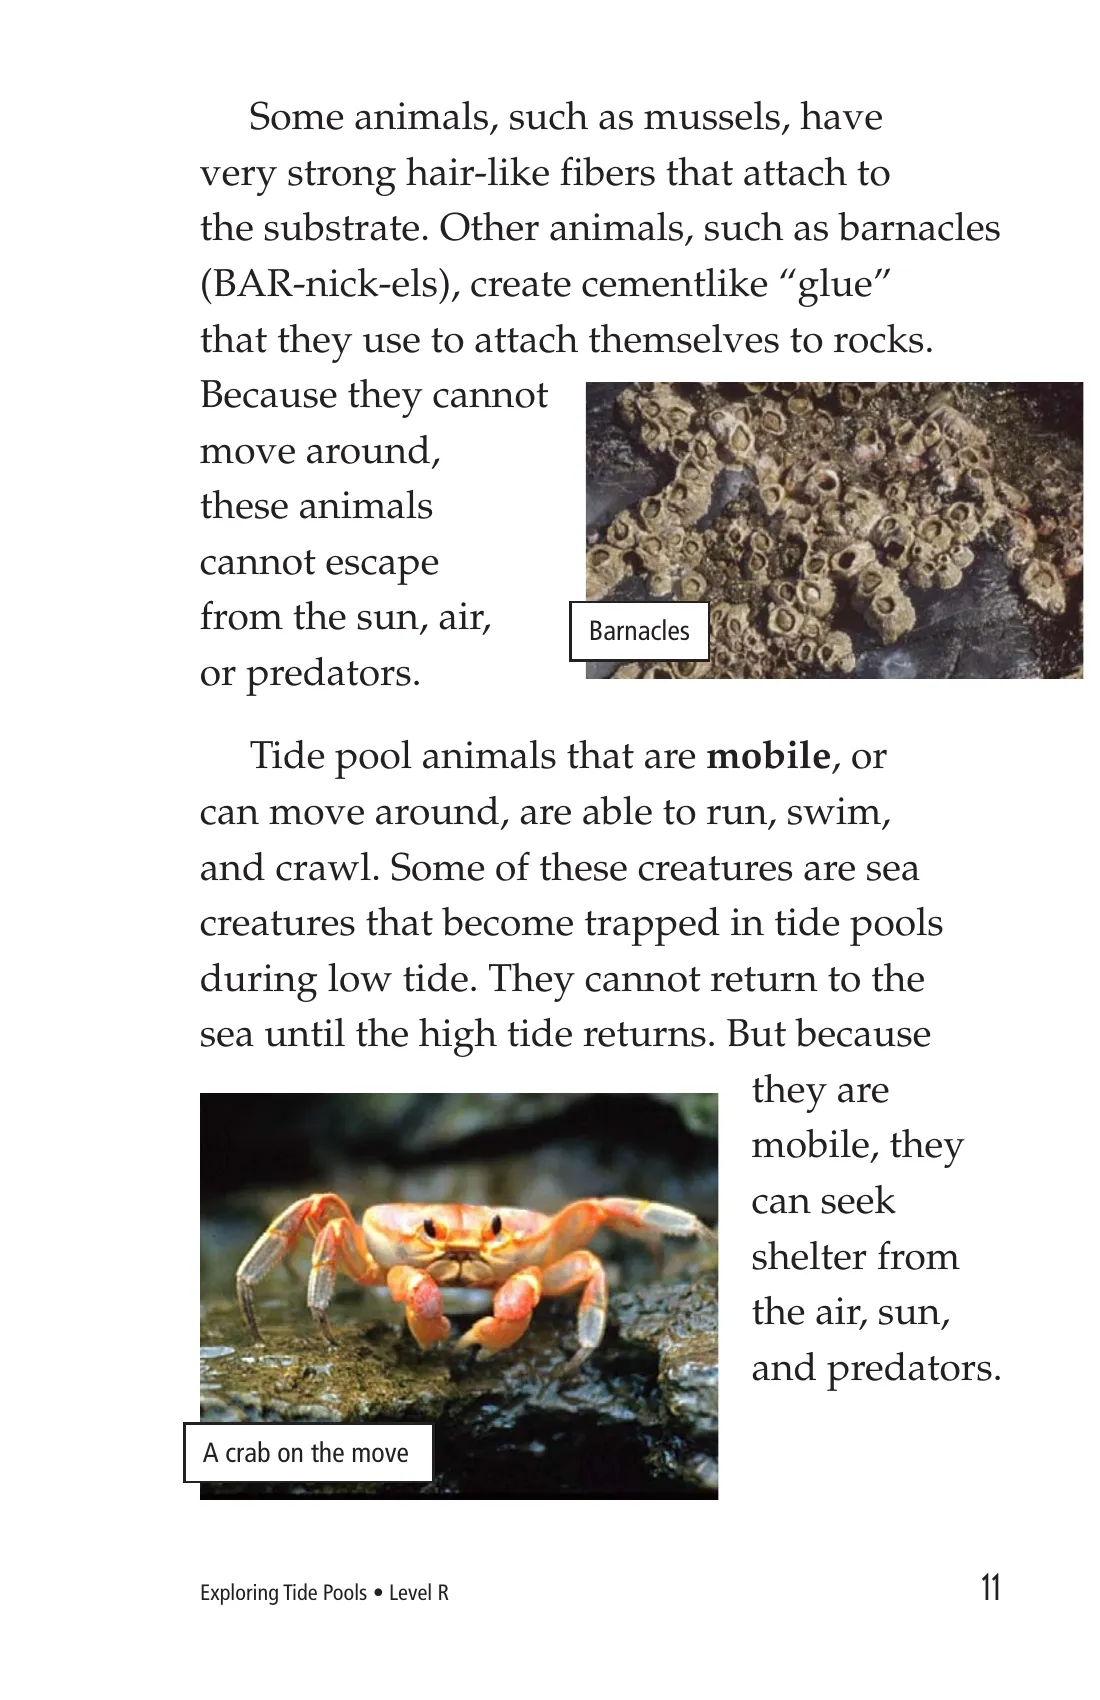 Some animals, such as mussels, have
very strong hair-like fibers that attach to
the substrate. Other animals, such as barnacles
(BAR-nick-els), create cementlike “glue”
that they use to attach themselves to rocks.
Because they cannot
move around,
these animals
cannot escape
from the sun, air,
or predators.
Barnacles
Tide pool animals that are mobile, or
can move around, are able to run, swim,
and crawl. Some of these creatures are sea
creatures that become trapped in tide pools
during low tide. They cannot return to the
sea until the high tide returns. But because
they are
mobile, they
can seek
shelter from
the air, sun,
and predators.
A crab on the move
Exploring Tide Pools • Level R
11